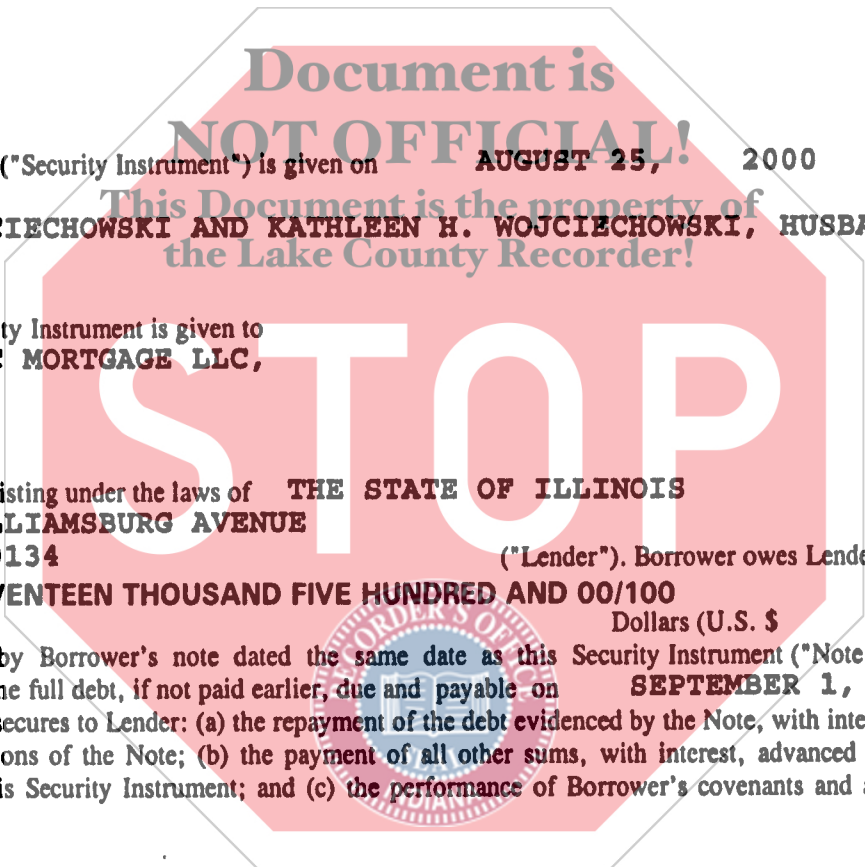 Document is
NOT OFFICIAL!
("Security Instrument") is given on AUGUST 25, 2000
This Document is the property of
CIECHOWSKI AND KATHLEEN H. WOJCIECHOWSKI, HUSBA
the Lake County Recorder!
ty Instrument is given to
MORTGAGE LLC,
STOP
isting under the laws of THE STATE OF ILLINOIS
LIAMSBURG AVENUE
134 ("Lender"). Borrower owes Lende
VENTEEN THOUSAND FIVE HUNDRED AND 00/100
Dollars (U.S. $
by Borrower's note dated the same date as this Security Instrument ("Note
ne full debt, if not paid earlier, due and payable on SEPTEMBER 1,
secures to Lender: (a) the repayment of the debt evidenced by the Note, with inte
ons of the Note; (b) the payment of all other sums, with interest, advanced
is Security Instrument; and (c) the performance of Borrower's covenants and a
RECORDER'S OFFICE
INDIANA